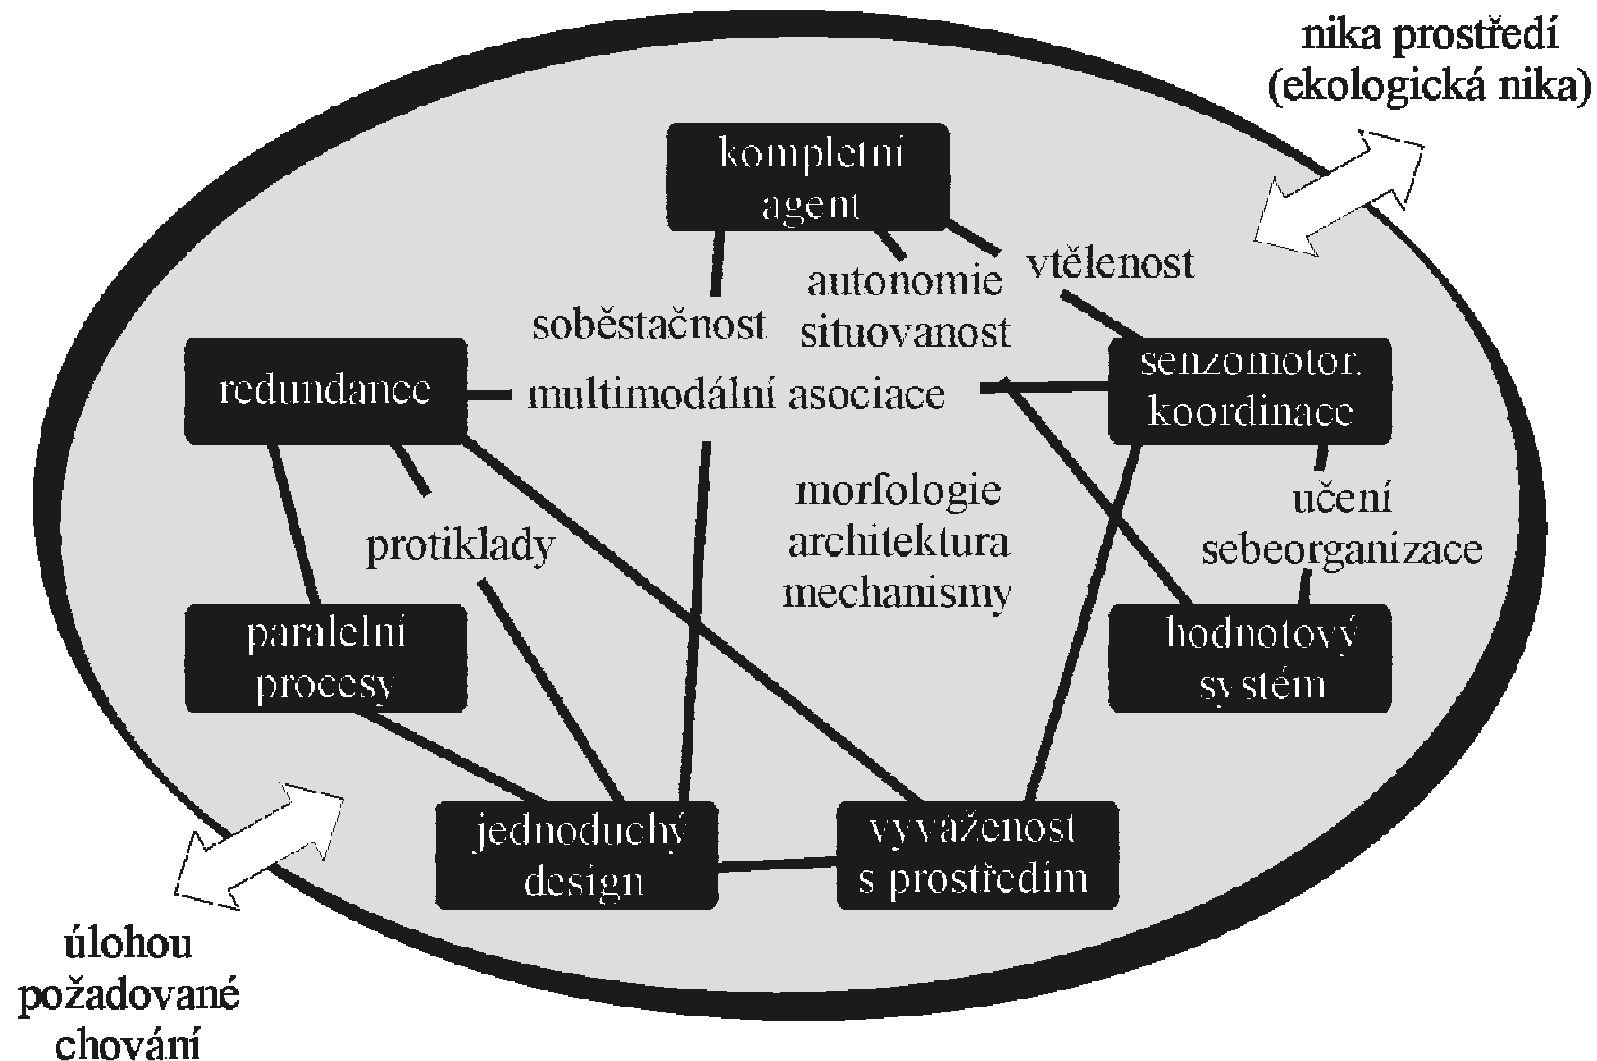 nika prostředí
(ekologická nika)
kompletní
agent
vtělenost
autonomie
situovanost
soběstačnost
redundance
multimodální asociace
senzomotor.
koordinace
morfologie
architektura
mechanismy
učení
sebeorganizace
protiklady
paralelní
procesy
hodnotový
systém
jednoduchý
design
vyváženost
s prostředím
úlohou
požadované
chování